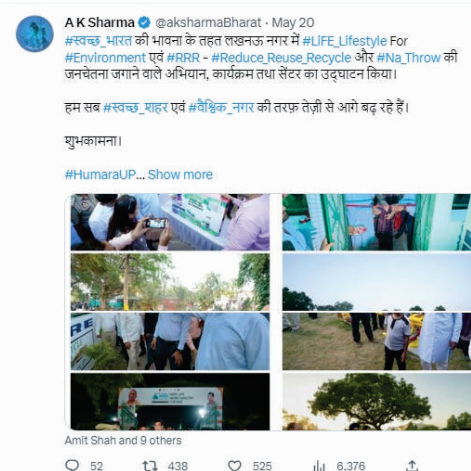 A K Sharma @aksharmaBharat · May 20
#स्वच्छ_भारत की भावना के तहत लखनऊ नगर में #LiFE_Lifestyle For
#Environment एवं #RRR - #Reduce_Reuse_Recycle और #Na_Throw की
जनचेतना जगाने वाले अभियान, कार्यक्रम तथा सेंटर का उद्घाटन किया।
हम सब #स्वच्छ_शहर एवं #वैश्विक_नगर की तरफ़ तेज़ी से आगे बढ़ रहे हैं।
शुभकामना।
#HumaraUP... Show more
RE
Amit Shah and 9 others
52 438 525 6,376